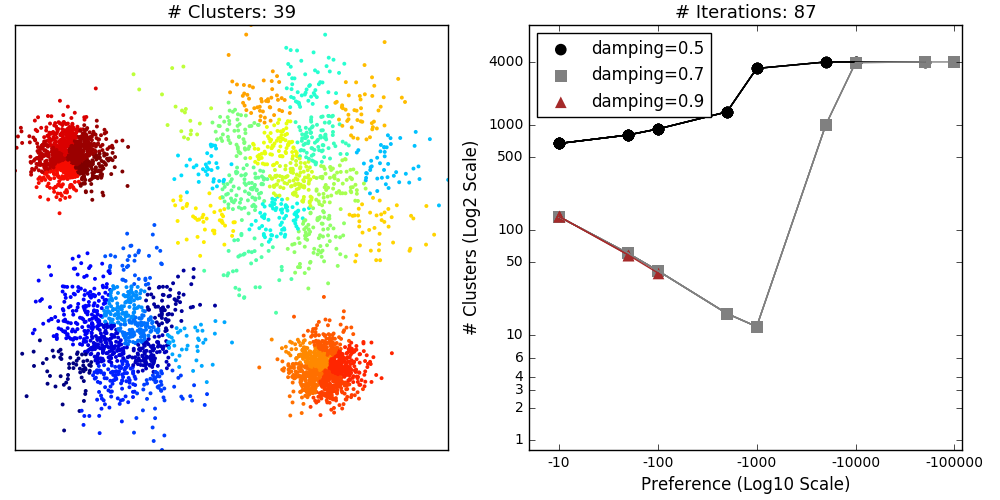 # Clusters: 39
# Iterations: 87
damping=0.5
damping=0.7
damping=0.9
# Clusters (Log2 Scale)
4000
1000
500
100
50
10
6
4
3
2
1
-10 -100 -1000 -10000 -100000
Preference (Log10 Scale)